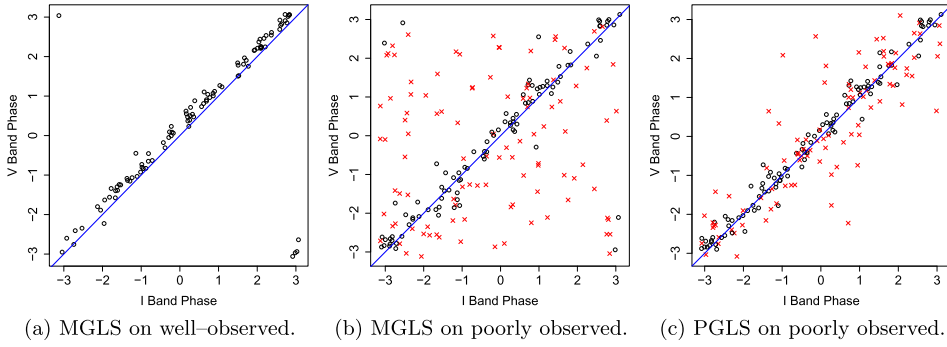 3
2
1
0
−1
−2
−3
V Band Phase
−3 −2 −1 0 1 2 3
I Band Phase
(a) MGLS on well–observed.
3
2
1
0
−1
−2
−3
V Band Phase
−3 −2 −1 0 1 2 3
I Band Phase
(b) MGLS on poorly observed.
3
2
1
0
−1
−2
−3
V Band Phase
−3 −2 −1 0 1 2 3
I Band Phase
(c) PGLS on poorly observed.